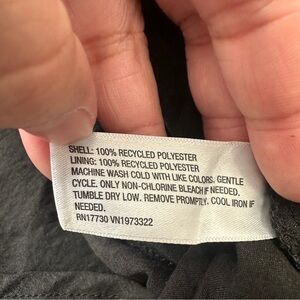 SHELL: 100% RECYCLED POLYESTER
LINING: 100% RECYCLED POLYESTER
MACHINE WASH COLD WITH LIKE COLORS. GENTLE
CYCLE. ONLY NON-CHLORINE BLEACH IF NEEDED.
TUMBLE DRY LOW. REMOVE PROMPTLY. COOL IRON IF
NEEDED.
RN17730 VN1973322